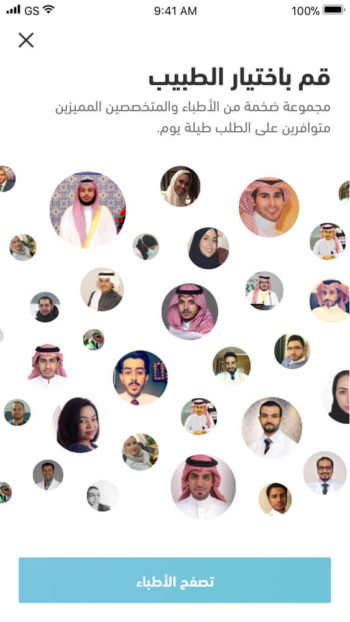 GS 9:41 AM 100%
قم باختيار الطبيب
مجموعة ضخمة من الأطباء والمتخصصين المميزين
متوافرين على الطلب طيلة يوم.
تصفح الأطباء